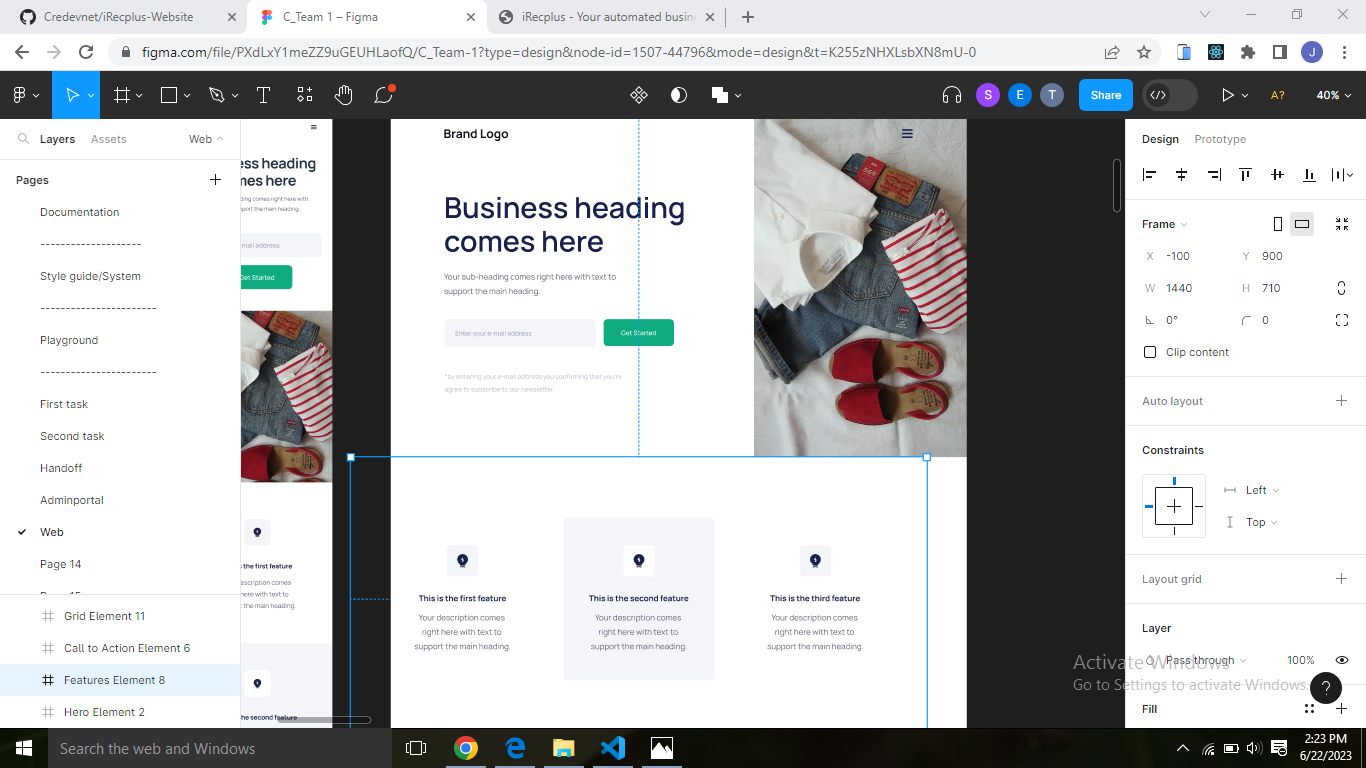 Credevnet/iRecplus-Website
C_Team 1 – Figma
iRecplus - Your automated busin
figma.com/file/PXdLxY1meZZ9uGEUHLaofQ/C_Team-1?type=design&node-id=1507-44796&mode=design&t=K255zNHXLsbXN8mU-0
J
S E T
Share
A?
40%
Layers
Assets
Web
Pages
Documentation
--------------------
Style guide/System
-----------------------
Playground
-----------------------
First task
Second task
Handoff
Adminportal
Web
Page 14
Grid Element 11
Call to Action Element 6
Features Element 8
Hero Element 2
ess heading
mes here
ding comes right here with
pport the main heading.
mail address
Get Started
the first feature
escription comes
here with text to
the main heading.
he second feature
Brand Logo
Business heading
comes here
Your sub-heading comes right here with text to
support the main heading.
Enter your e-mail address
Get Started
*by entering your e-mail address you confirming that you're
agree to subscribe to our newsletter.
569
This is the first feature
Your description comes
right here with text to
support the main heading.
This is the second feature
Your description comes
right here with text to
support the main heading.
This is the third feature
Your description comes
right here with text to
support the main heading.
Design
Prototype
Frame
X -100
Y 900
W 1440
H 710
0°
0
Clip content
Auto layout
Constraints
Left
Top
Layout grid
Layer
Pass through
100%
Activate Windows
Go to Settings to activate Windows.
?
Fill
Search the web and Windows
2:23 PM
6/22/2023